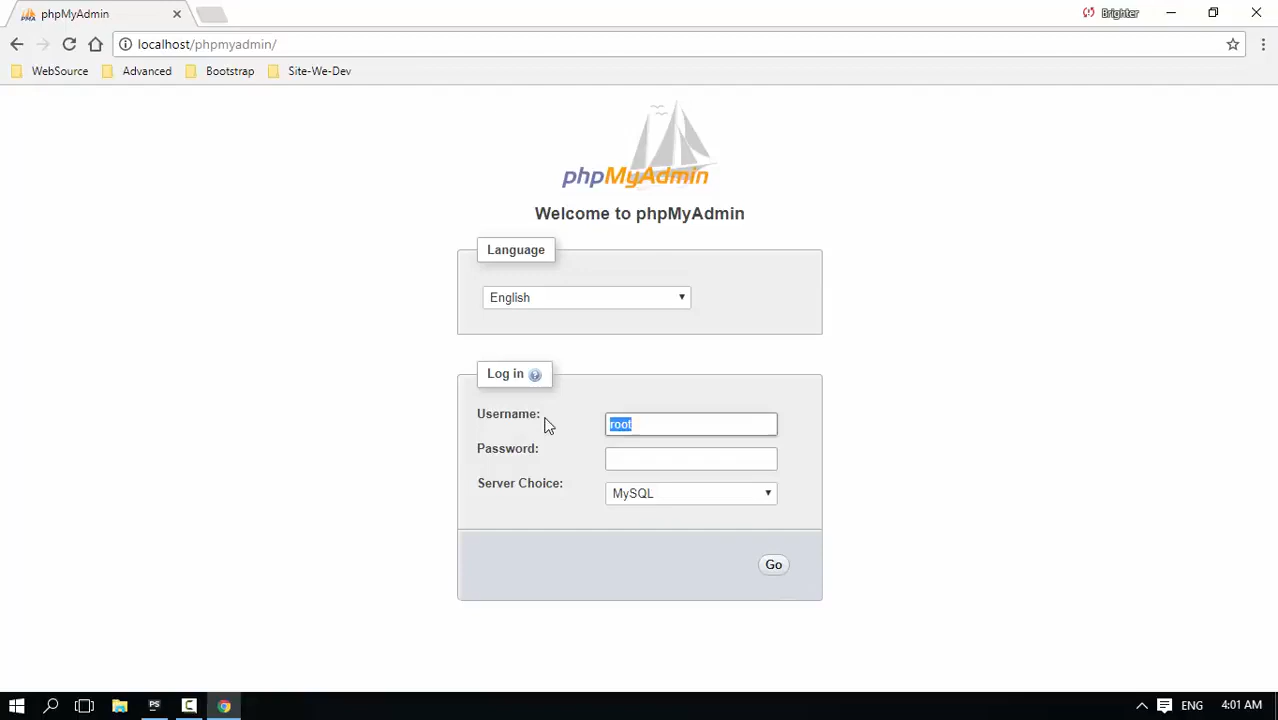 phpMyAdmin
Brighter
localhost/phpmyadmin/
WebSource
Advanced
Bootstrap
Site-We-Dev
phpMyAdmin
Welcome to phpMyAdmin
Language
English
Log in
Username:
root
Password:
Server Choice:
MySQL
Go
PS
ENG
4:01 AM